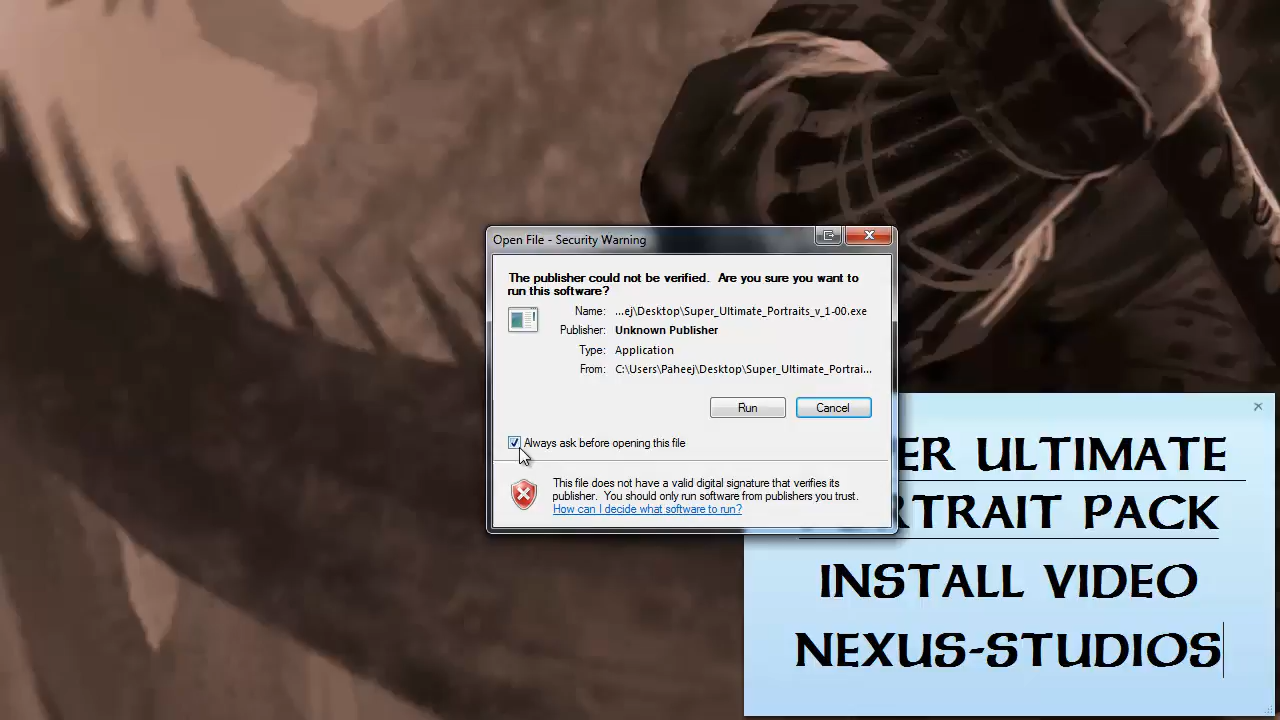 Open File - Security Warning
The publisher could not be verified. Are you sure you want to
run this software?
Name: ...ej\Desktop\Super_Ultimate_Portraits_v_1-00.exe
Publisher: Unknown Publisher
Type: Application
From: C:\Users\Paheej\Desktop\Super_Ultimate_Portrai...
Run Cancel
Always ask before opening this file
This file does not have a valid digital signature that verifies its
publisher. You should only run software from publishers you trust.
How can I decide what software to run?
ER ULTIMATE
RTRAIT PACK
INSTALL VIDEO
NEXUS-STUDIOS